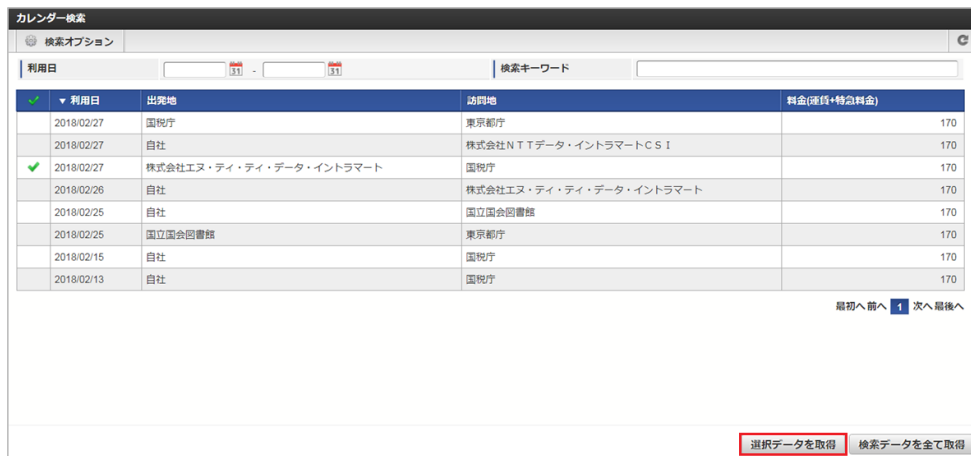 カレンダー検索
検索オプション
利用日 31 - 31 検索キーワード
▼ 利用日 出発地 訪問地 料金(運賃+特急料金)
2018/02/27 国税庁 東京都庁 170
2018/02/27 自社 株式会社ＮＴＴデータ・イントラマートＣＳＩ 170
2018/02/27 株式会社エヌ・ティ・ティ・データ・イントラマート 国税庁 170
2018/02/26 自社 株式会社エヌ・ティ・ティ・データ・イントラマート 170
2018/02/25 自社 国立国会図書館 170
2018/02/25 国立国会図書館 東京都庁 170
2018/02/15 自社 国税庁 170
2018/02/13 自社 国税庁 170
最初へ 前へ 1 次へ 最後へ
選択データを取得 検索データを全て取得